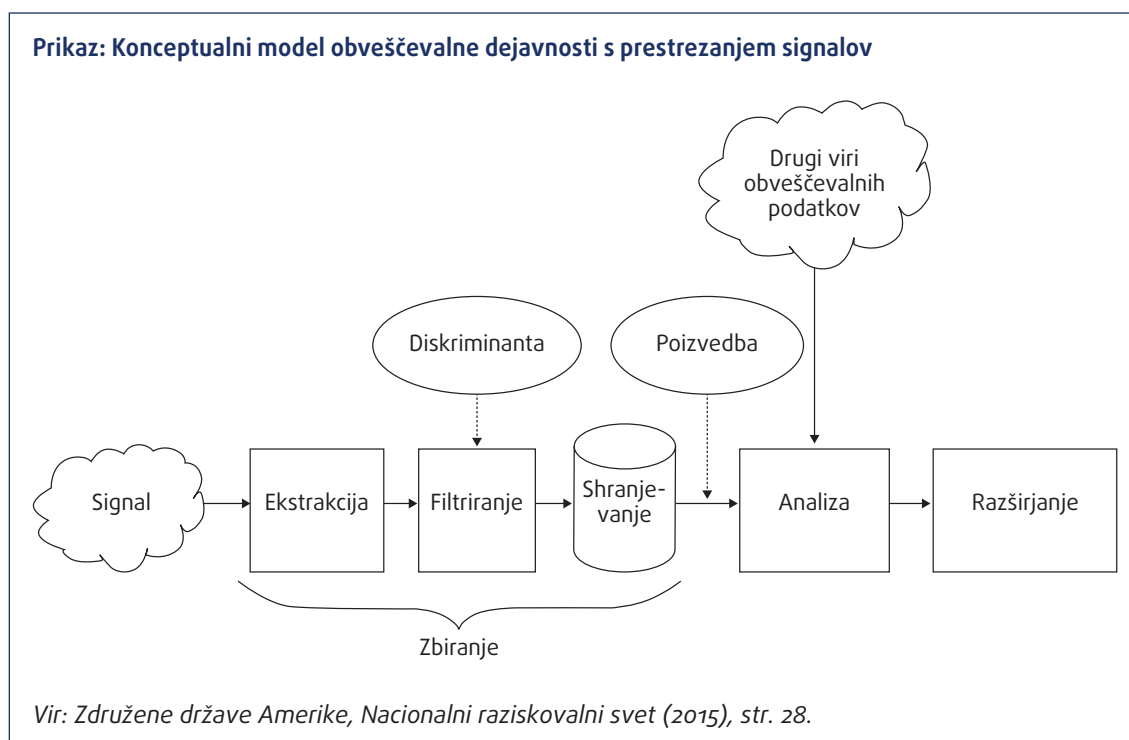 Prikaz: Konceptualni model obveščevalne dejavnosti s prestrezanjem signalov
Drugi viri
obveščevalnih
podatkov
Diskriminanta
Poizvedba
Signal
Ekstrakcija
Filtriranje
Shranje-
vanje
Analiza
Razširjanje
Zbiranje
Vir: Združene države Amerike, Nacionalni raziskovalni svet (2015), str. 28.